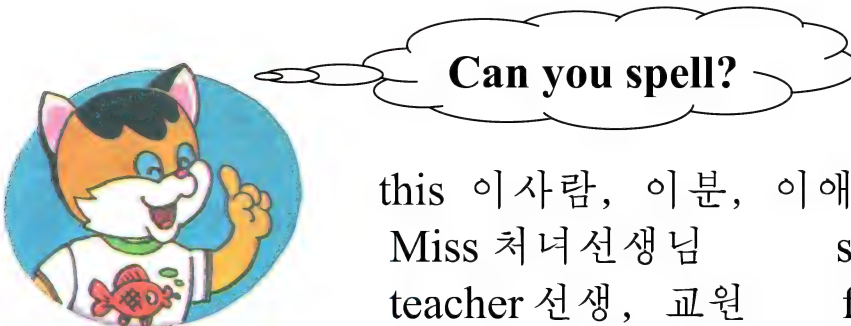 Can you spell?
this 이사람, 이분, 이애
Miss 처녀선생님
teacher 선생, 교원